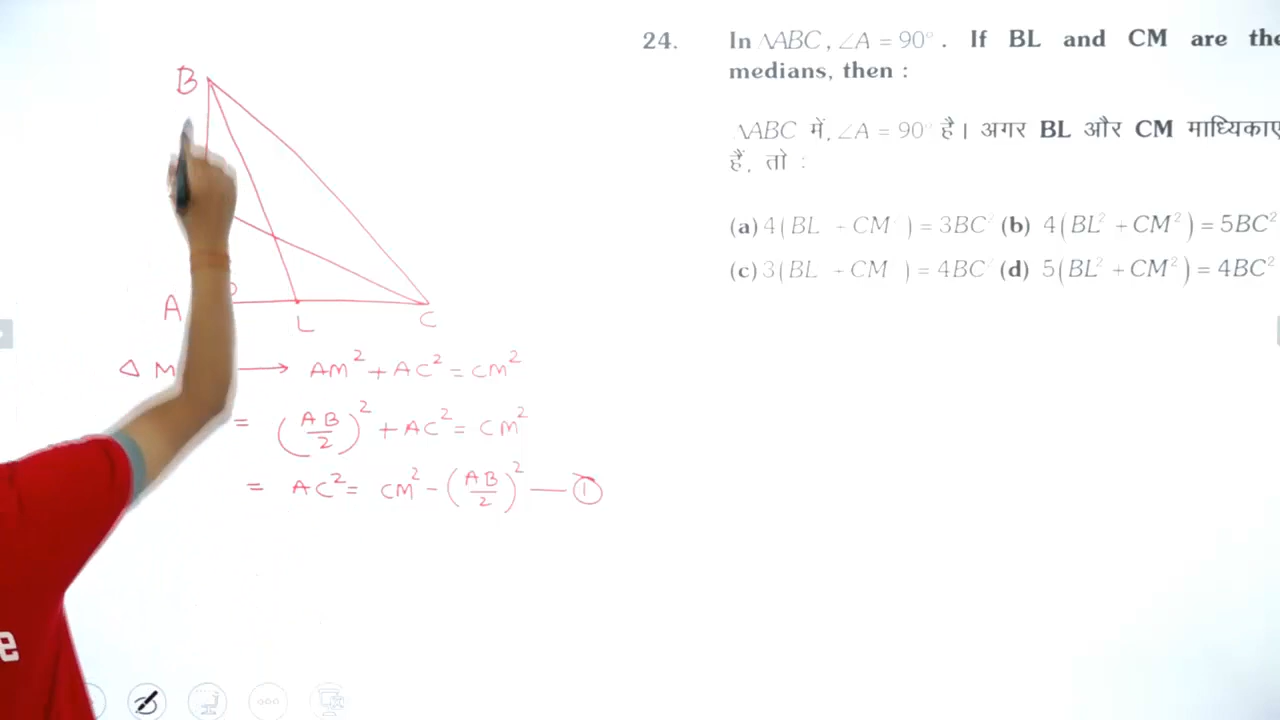 24. In △ABC, ∠A = 90°. If BL and CM are the
medians, then :
△ABC में, ∠A = 90° है। अगर BL और CM माध्यिकाएं
हैं, तो :
(a) 4(BL + CM ) = 3BC² (b) 4(BL² + CM²) = 5BC²
(c) 3(BL + CM ) = 4BC² (d) 5(BL² + CM²) = 4BC²
B
A
L
C
△ M → AM² + AC² = CM²
= (AB/2)² + AC² = CM²
= AC² = CM² - (AB/2)² — ①
e